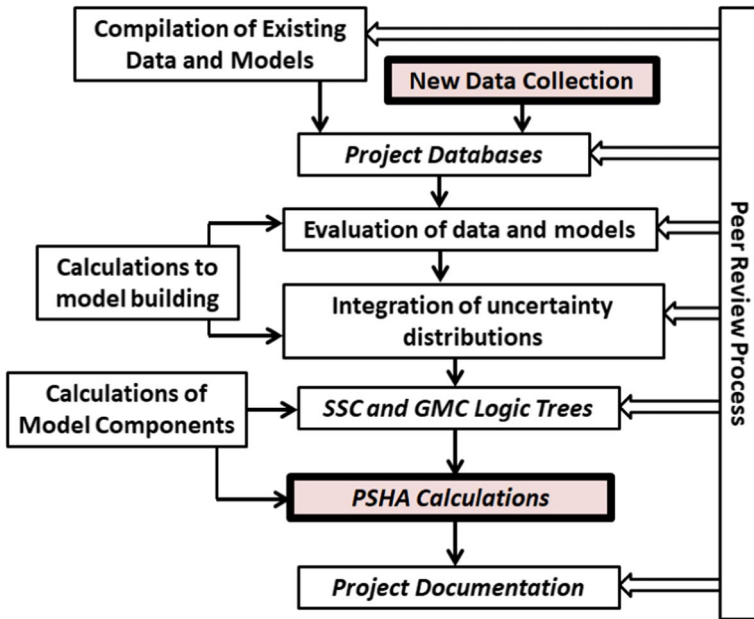 Compilation of Existing
Data and Models
New Data Collection
Project Databases
Evaluation of data and models
Calculations to
model building
Integration of uncertainty
distributions
Calculations of
Model Components
SSC and GMC Logic Trees
PSHA Calculations
Project Documentation
Peer Review Process